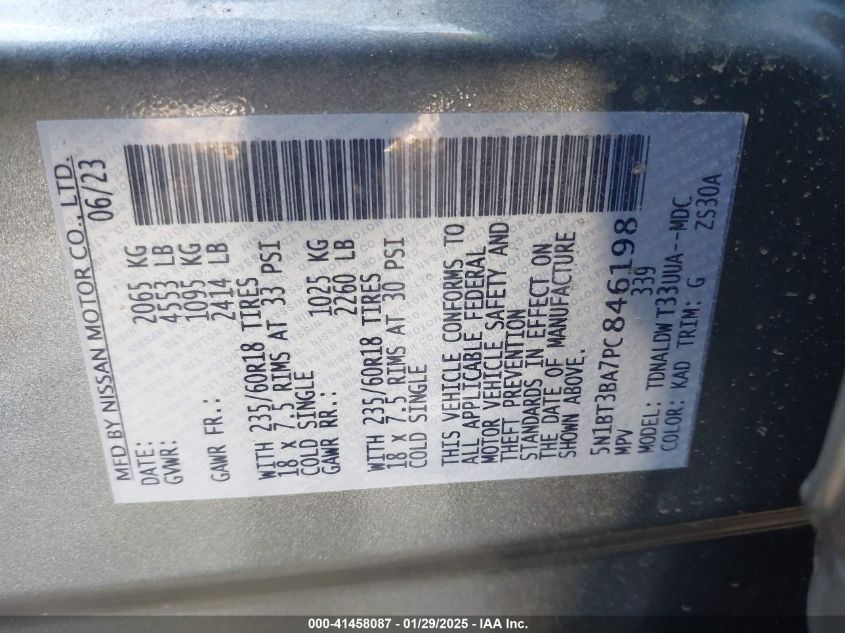 MFD BY NISSAN MOTOR CO., LTD.
DATE: 06/23
GVWR: 2065 KG
4553 LB
GAWR FR.: 1095 KG
2414 LB
WITH 235/60R18 TIRES
18 x 7.5 RIMS AT 33 PSI
COLD SINGLE
GAWR RR.: 1025 KG
2260 LB
WITH 235/60R18 TIRES
18 x 7.5 RIMS AT 30 PSI
COLD SINGLE
THIS VEHICLE CONFORMS TO
ALL APPLICABLE FEDERAL
MOTOR VEHICLE SAFETY AND
THEFT PREVENTION
STANDARDS IN EFFECT ON
THE DATE OF MANUFACTURE
SHOWN ABOVE.
5N1BT3BA7PC846198
MPV 339
MODEL: TDNALDW T33UUA--MDC
COLOR: KAD TRIM: G ZS30A
000-41458087 - 01/29/2025 - IAA Inc.